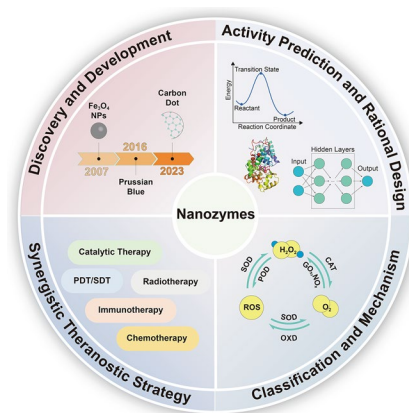 Discovery and Development
Fe₃O₄
NPs
Carbon
Dot
2016
2007
2023
Prussian
Blue
Activity Prediction and Rational Design
Transition State
Energy
Reactant
Product
Reaction Coordinate
Hidden Layers
Input
Output
Nanozymes
Synergistic Theranostic Strategy
Catalytic Therapy
PDT/SDT
Radiotherapy
Immunotherapy
Chemotherapy
Classification and Mechanism
H₂O₂
SOD
POD
CAT
ROS
O₂
SOD
OXD